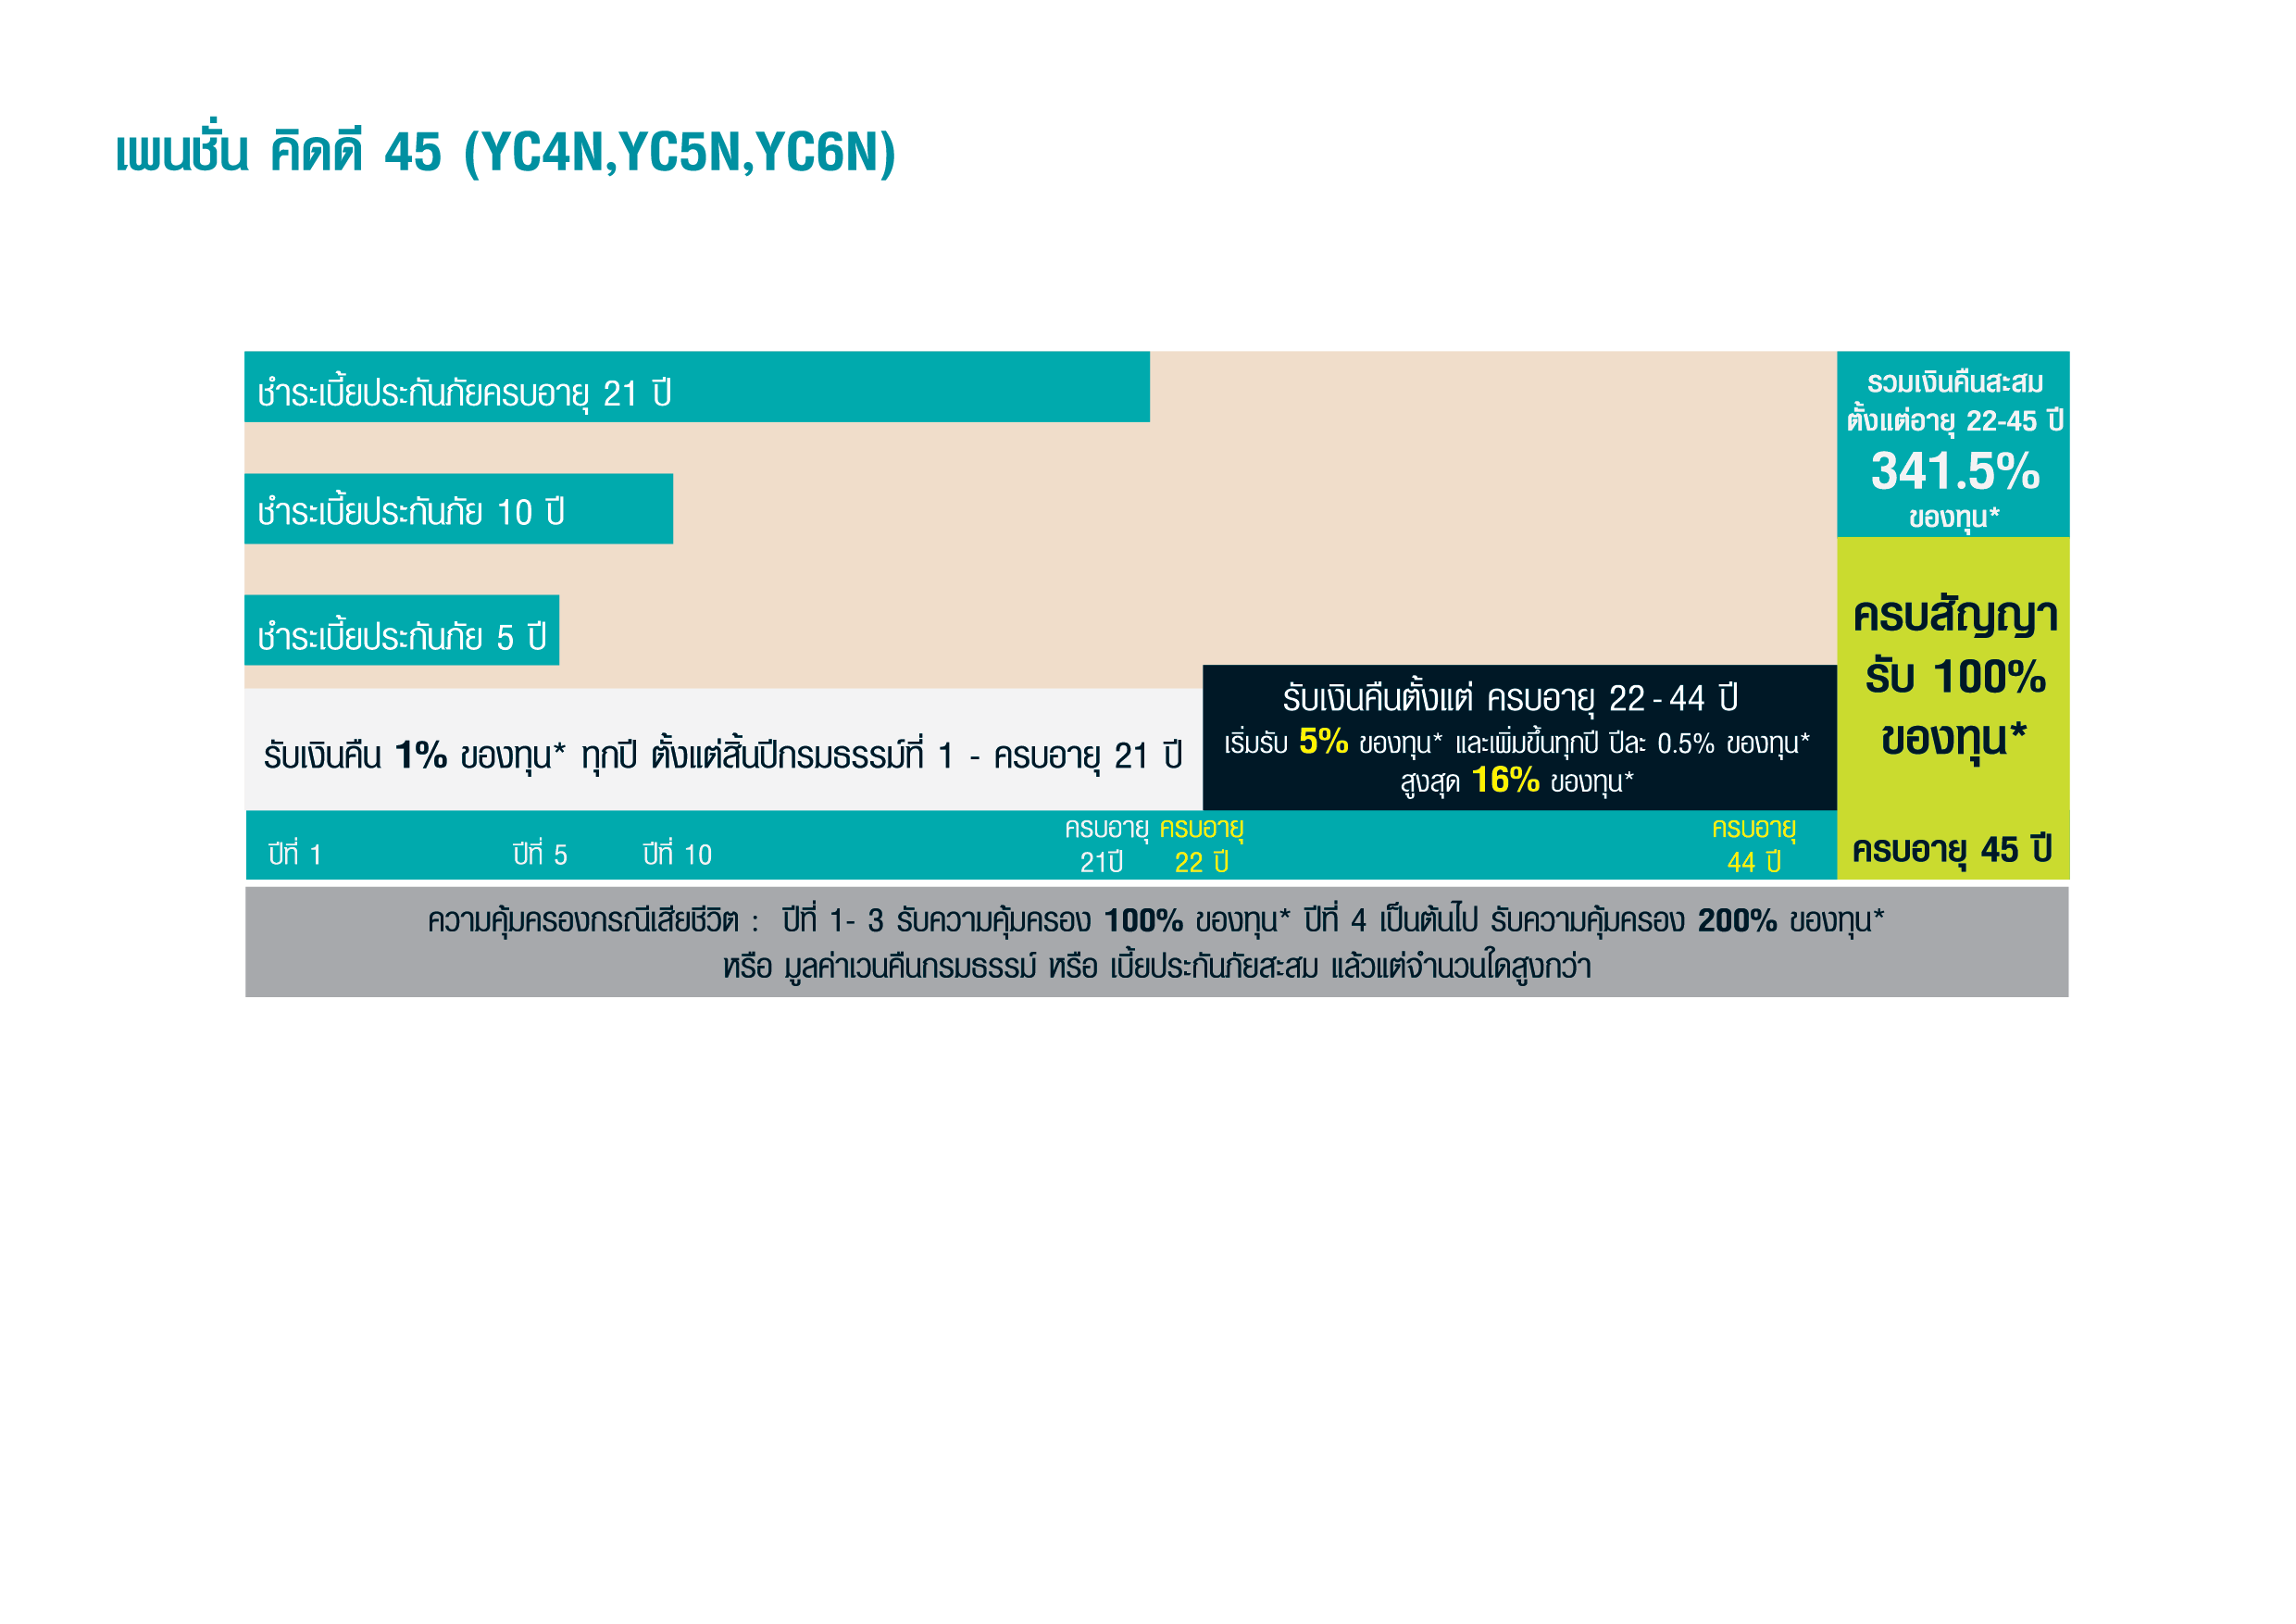 เพนชั่น คิดดี 45 (YC4N,YC5N,YC6N)
ชำระเบี้ยประกันภัยครบอายุ 21 ปี
ชำระเบี้ยประกันภัย 10 ปี
ชำระเบี้ยประกันภัย 5 ปี
รวมเงินคืนสะสม
ตั้งแต่อายุ 22-45 ปี
341.5%
ของทุน*
ครบสัญญา
รับ 100%
ของทุน*
รับเงินคืน 1% ของทุน* ทุกปี ตั้งแต่สิ้นปีกรมธรรม์ที่ 1 - ครบอายุ 21 ปี
รับเงินคืนตั้งแต่ ครบอายุ 22 - 44 ปี
เริ่มรับ 5% ของทุน* และเพิ่มขึ้นทุกปี ปีละ 0.5% ของทุน*
สูงสุด 16% ของทุน*
ปีที่ 1
ปีที่ 5
ปีที่ 10
ครบอายุ
21ปี
ครบอายุ
22 ปี
ครบอายุ
44 ปี
ครบอายุ 45 ปี
ความคุ้มครองกรณีเสียชีวิต : ปีที่ 1- 3 รับความคุ้มครอง 100% ของทุน* ปีที่ 4 เป็นต้นไป รับความคุ้มครอง 200% ของทุน*
หรือ มูลค่าเวนคืนกรมธรรม์ หรือ เบี้ยประกันภัยสะสม แล้วแต่จำนวนใดสูงกว่า